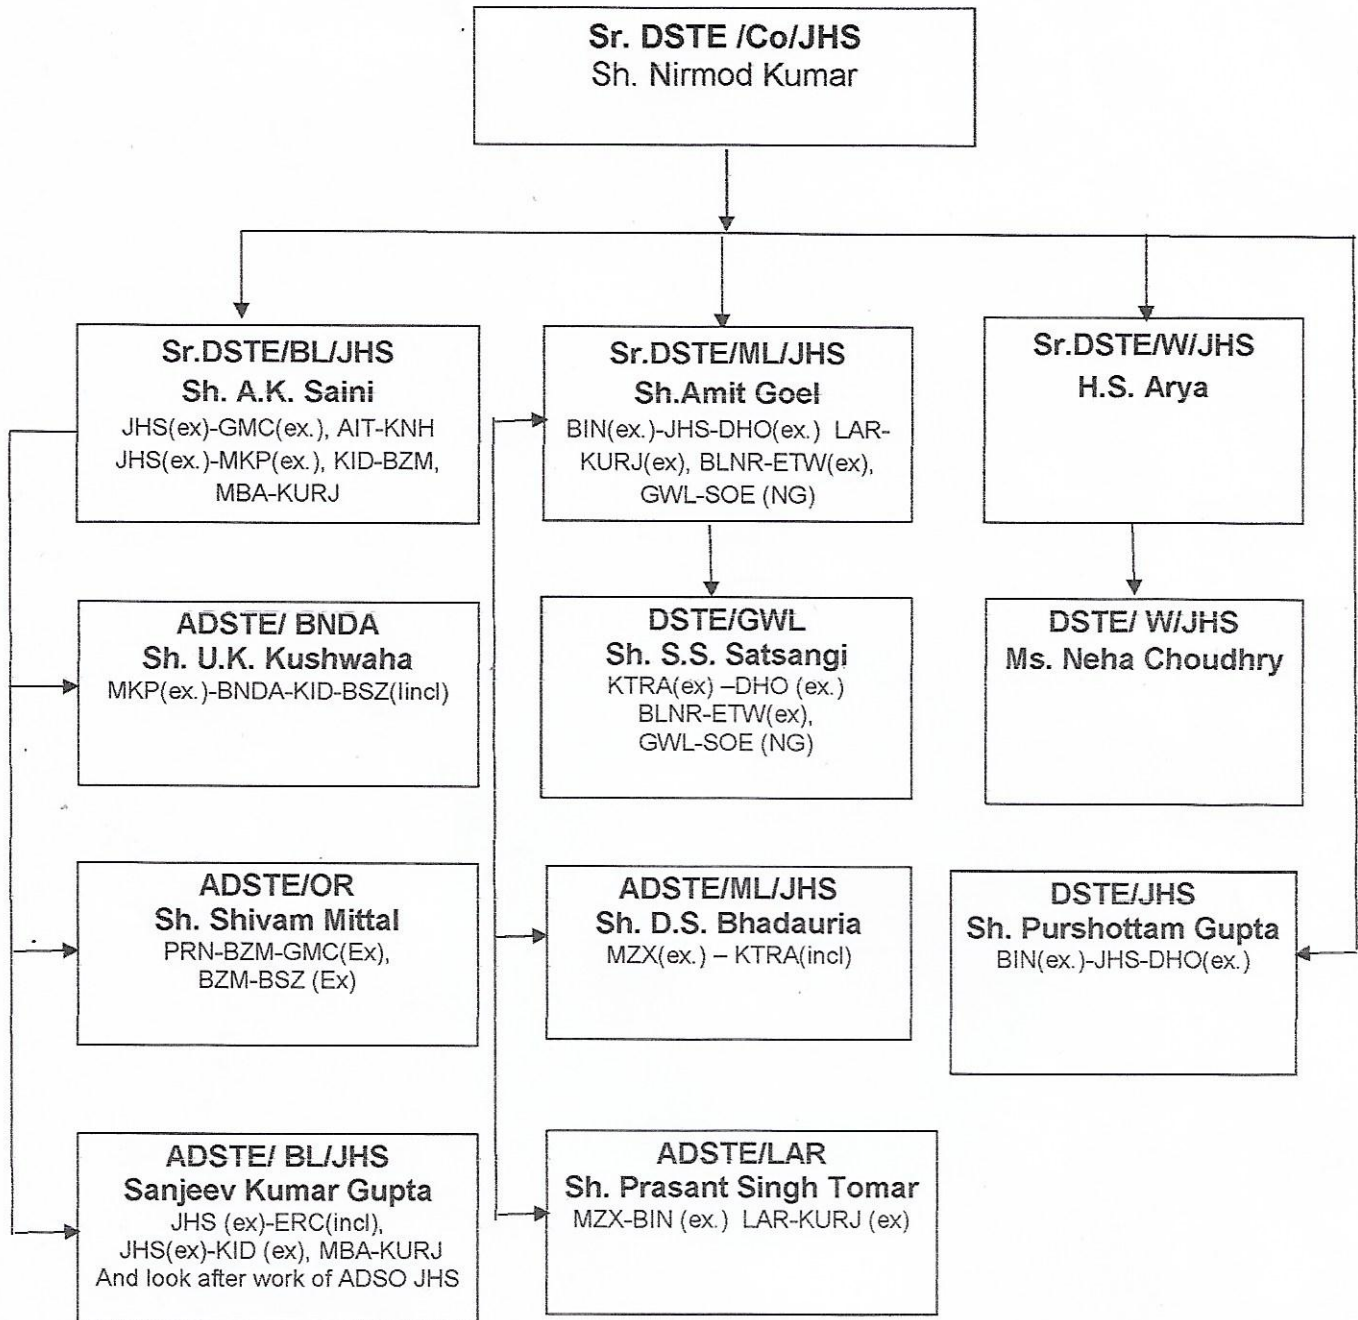 Sr. DSTE /Co/JHS
Sh. Nirmod Kumar
Sr.DSTE/BL/JHS
Sh. A.K. Saini
JHS(ex)-GMC(ex.), AIT-KNH
JHS(ex.)-MKP(ex.), KID-BZM,
MBA-KURJ
Sr.DSTE/ML/JHS
Sh.Amit Goel
BIN(ex.)-JHS-DHO(ex.) LAR-
KURJ(ex), BLNR-ETW(ex),
GWL-SOE (NG)
Sr.DSTE/W/JHS
H.S. Arya
ADSTE/ BNDA
Sh. U.K. Kushwaha
MKP(ex.)-BNDA-KID-BSZ(Iincl)
DSTE/GWL
Sh. S.S. Satsangi
KTRA(ex) –DHO (ex.)
BLNR-ETW(ex),
GWL-SOE (NG)
DSTE/ W/JHS
Ms. Neha Choudhry
ADSTE/OR
Sh. Shivam Mittal
PRN-BZM-GMC(Ex),
BZM-BSZ (Ex)
ADSTE/ML/JHS
Sh. D.S. Bhadauria
MZX(ex.) – KTRA(incl)
DSTE/JHS
Sh. Purshottam Gupta
BIN(ex.)-JHS-DHO(ex.)
ADSTE/ BL/JHS
Sanjeev Kumar Gupta
JHS (ex)-ERC(incl),
JHS(ex)-KID (ex), MBA-KURJ
And look after work of ADSO JHS
ADSTE/LAR
Sh. Prasant Singh Tomar
MZX-BIN (ex.) LAR-KURJ (ex)